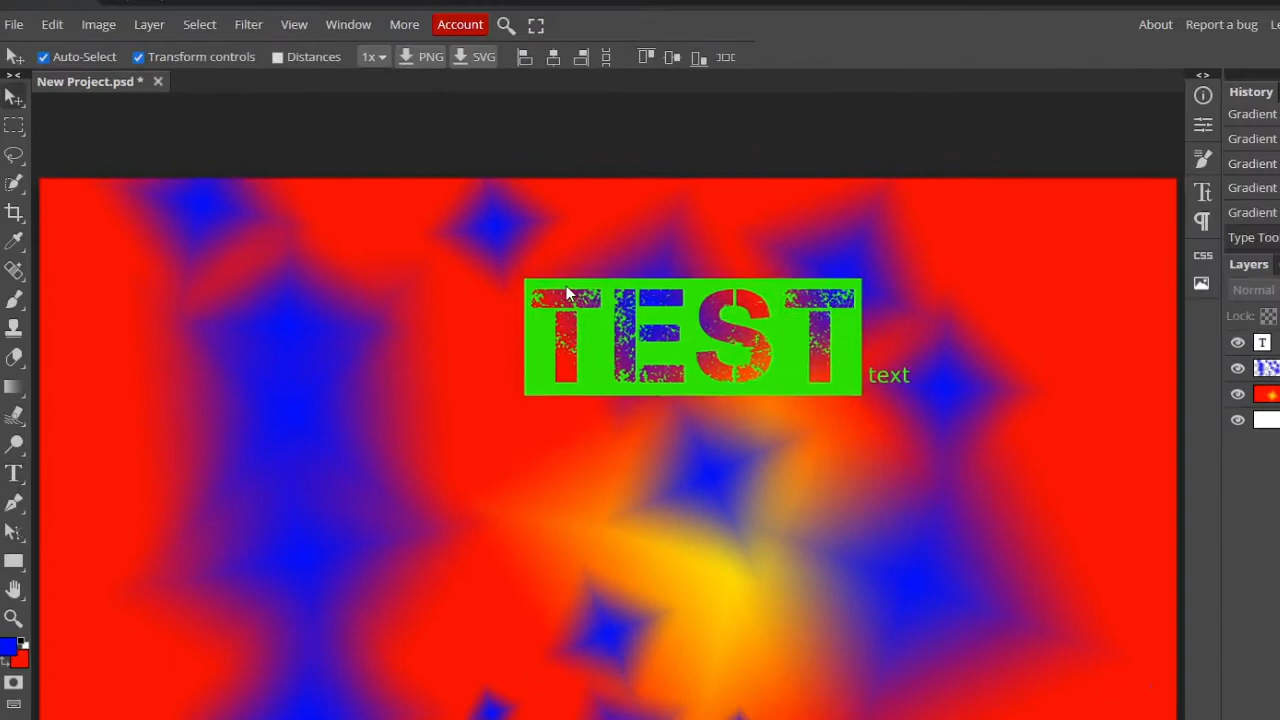 File Edit Image Layer Select Filter View Window More Account About Report a bug
Auto-Select Transform controls Distances 1x PNG SVG
New Project.psd *
History
Gradient
Gradient
Gradient
Gradient
Gradient
Type
Layers
Normal
Lock:
T
TEST text
CSS